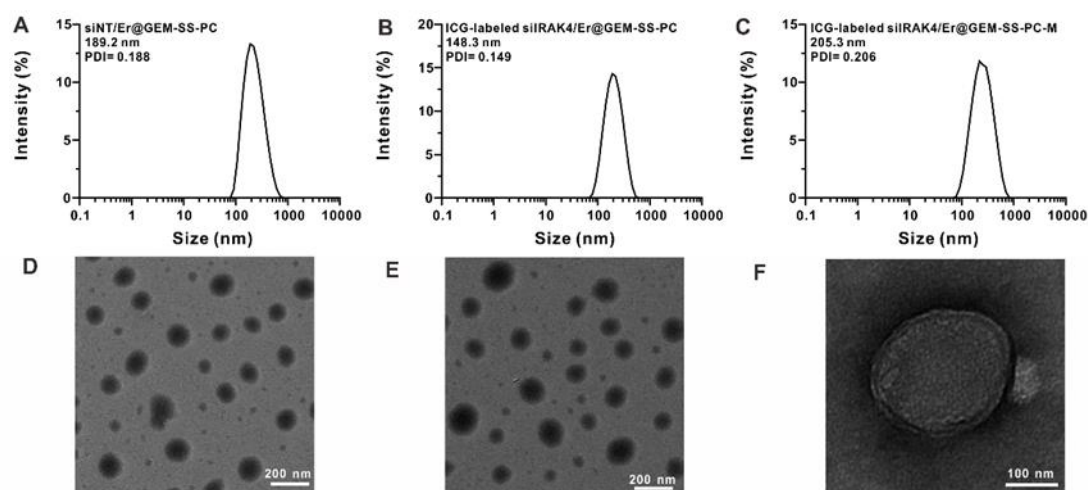 A
siNT/Er@GEM-SS-PC
189.2 nm
PDI= 0.188
Intensity (%)
15
10
5
0
0.1 1 10 100 1000 10000
Size (nm)
B
ICG-labeled siIRAK4/Er@GEM-SS-PC
148.3 nm
PDI= 0.149
Intensity (%)
20
15
10
5
0
0.1 1 10 100 1000 10000
Size (nm)
C
ICG-labeled siIRAK4/Er@GEM-SS-PC-M
205.3 nm
PDI= 0.206
Intensity (%)
15
10
5
0
0.1 1 10 100 1000 10000
Size (nm)
D
200 nm
E
200 nm
F
100 nm